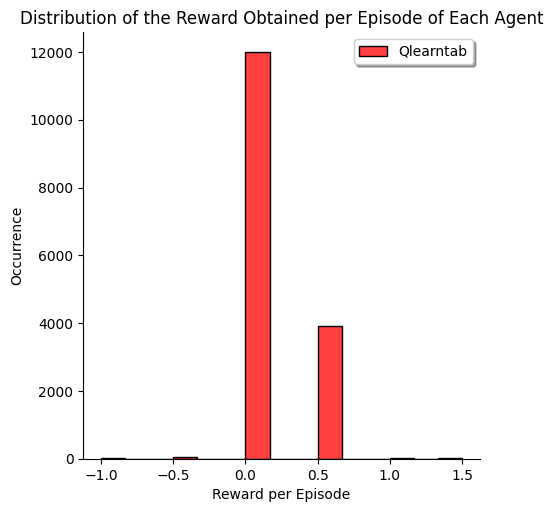 Distribution of the Reward Obtained per Episode of Each Agent
Qlearntab
12000
10000
8000
6000
4000
2000
0
Occurrence
−1.0 −0.5 0.0 0.5 1.0 1.5
Reward per Episode